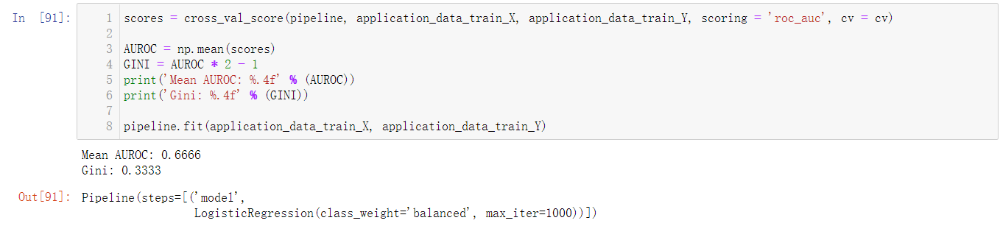 In [91]:
1 scores = cross_val_score(pipeline, application_data_train_X, application_data_train_Y, scoring = 'roc_auc', cv = cv)
2
3 AUROC = np.mean(scores)
4 GINI = AUROC * 2 - 1
5 print('Mean AUROC: %.4f' % (AUROC))
6 print('Gini: %.4f' % (GINI))
7
8 pipeline.fit(application_data_train_X, application_data_train_Y)
Mean AUROC: 0.6666
Gini: 0.3333
Out[91]: Pipeline(steps=[('model',
LogisticRegression(class_weight='balanced', max_iter=1000))])